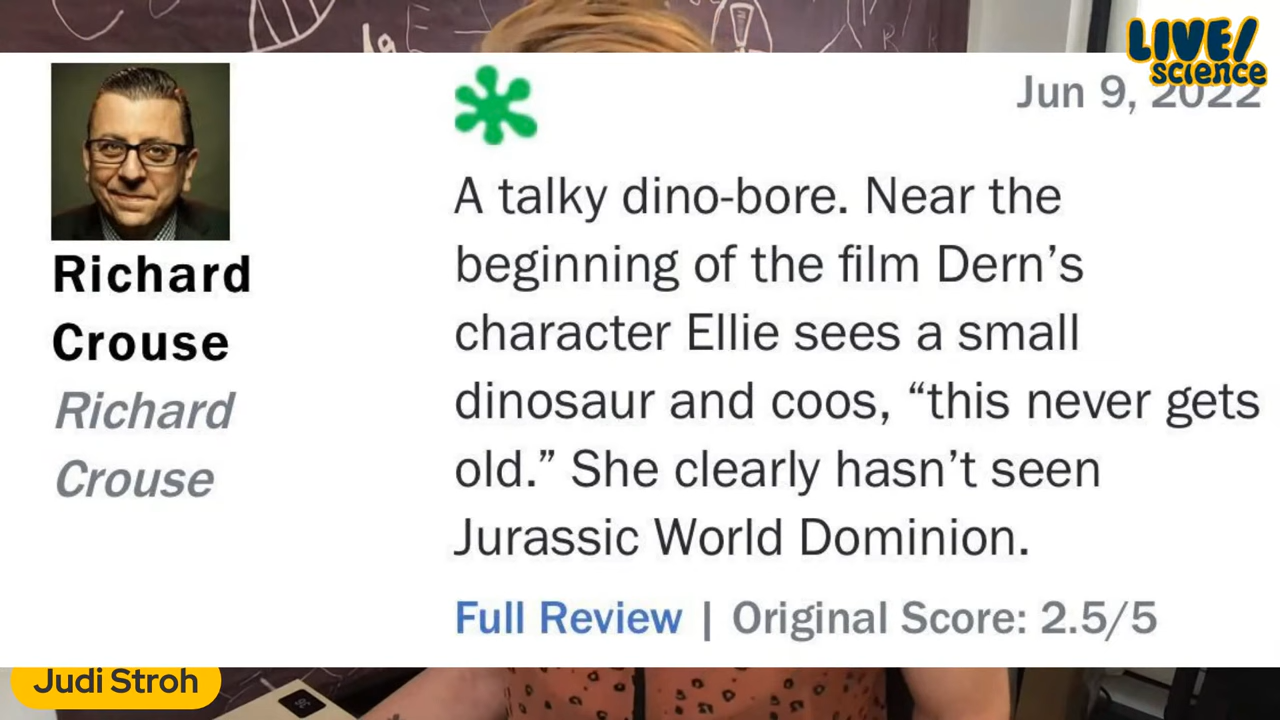 LIVE/
science
Jun 9, 2022
A talky dino-bore. Near the
beginning of the film Dern’s
character Ellie sees a small
dinosaur and coos, “this never gets
old.” She clearly hasn’t seen
Jurassic World Dominion.
Full Review | Original Score: 2.5/5
Richard
Crouse
Richard
Crouse
Judi Stroh